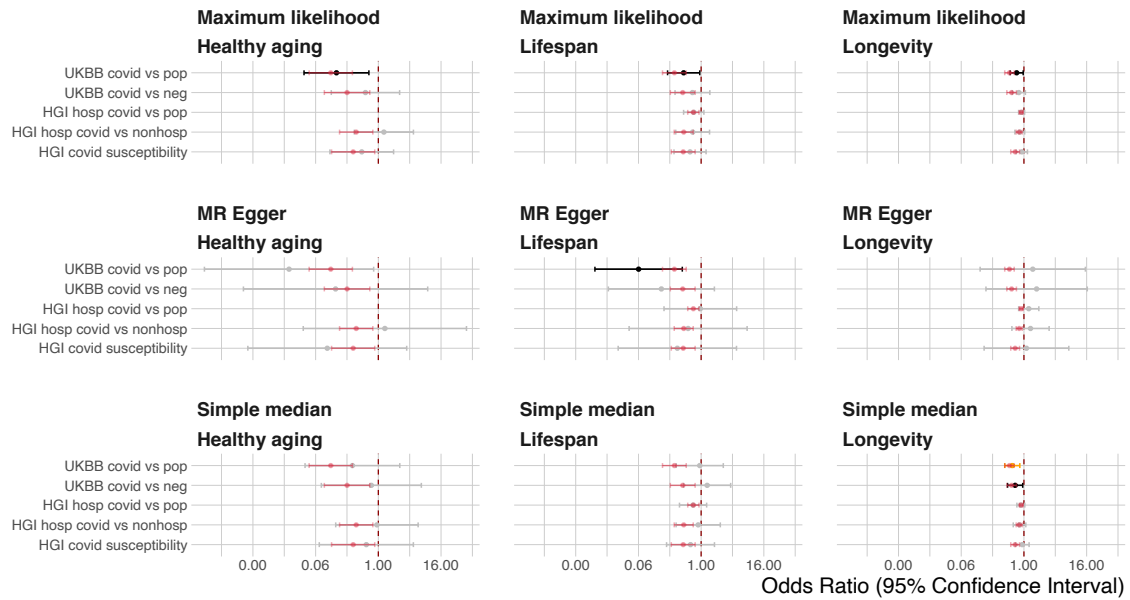 Maximum likelihood Maximum likelihood Maximum likelihood
Healthy aging Lifespan Longevity
UKBB covid vs pop
UKBB covid vs neg
HGI hosp covid vs pop
HGI hosp covid vs nonhosp
HGI covid susceptibility
MR Egger MR Egger MR Egger
Healthy aging Lifespan Longevity
UKBB covid vs pop
UKBB covid vs neg
HGI hosp covid vs pop
HGI hosp covid vs nonhosp
HGI covid susceptibility
Simple median Simple median Simple median
Healthy aging Lifespan Longevity
UKBB covid vs pop
UKBB covid vs neg
HGI hosp covid vs pop
HGI hosp covid vs nonhosp
HGI covid susceptibility
0.00 0.06 1.00 16.00 0.00 0.06 1.00 16.00 0.00 0.06 1.00 16.00
Odds Ratio (95% Confidence Interval)